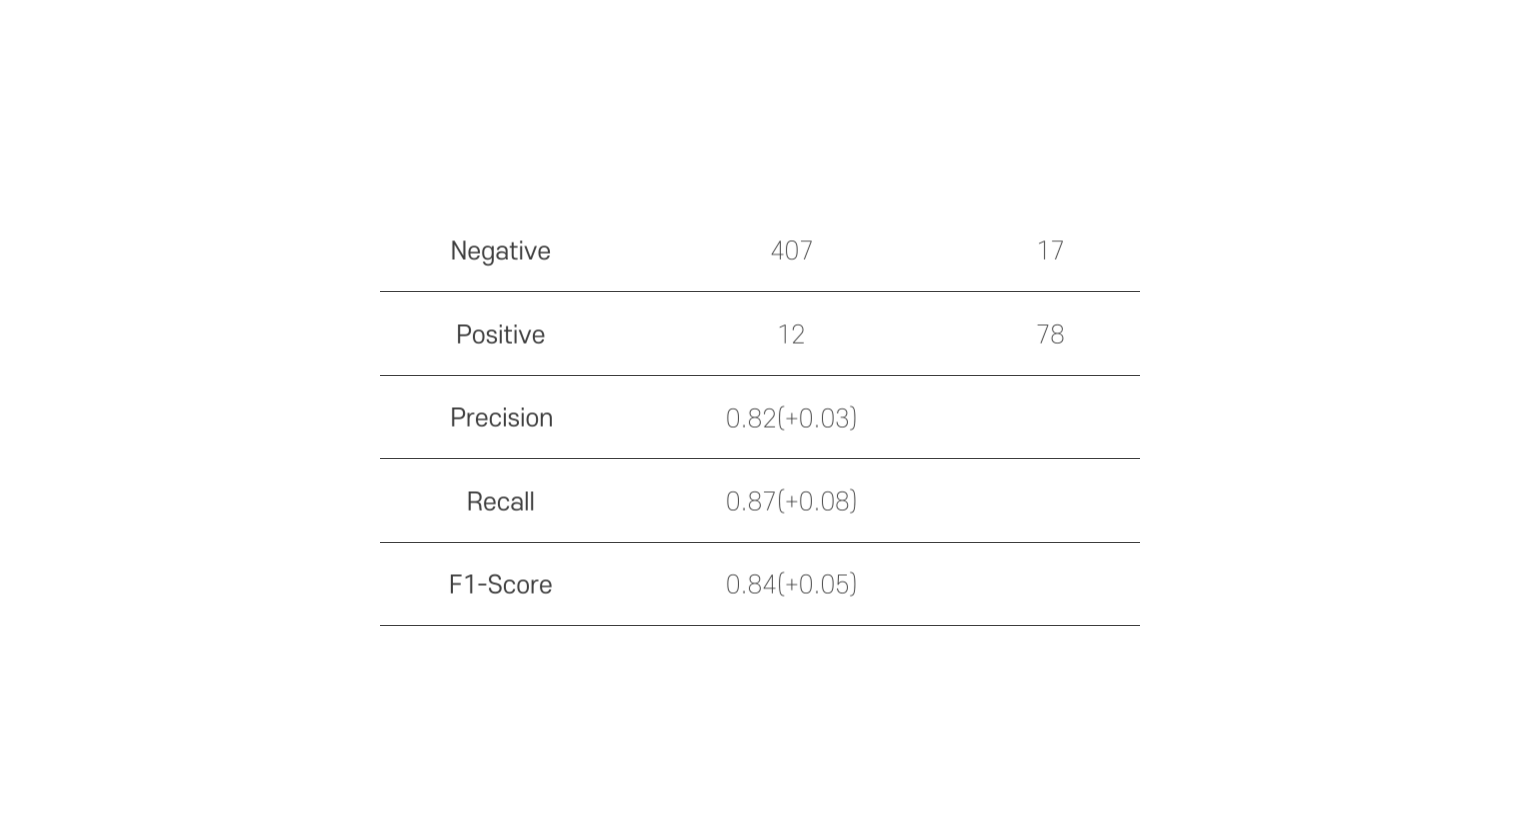 Negative 407 17
Positive 12 78
Precision 0.82(+0.03)
Recall 0.87(+0.08)
F1-Score 0.84(+0.05)